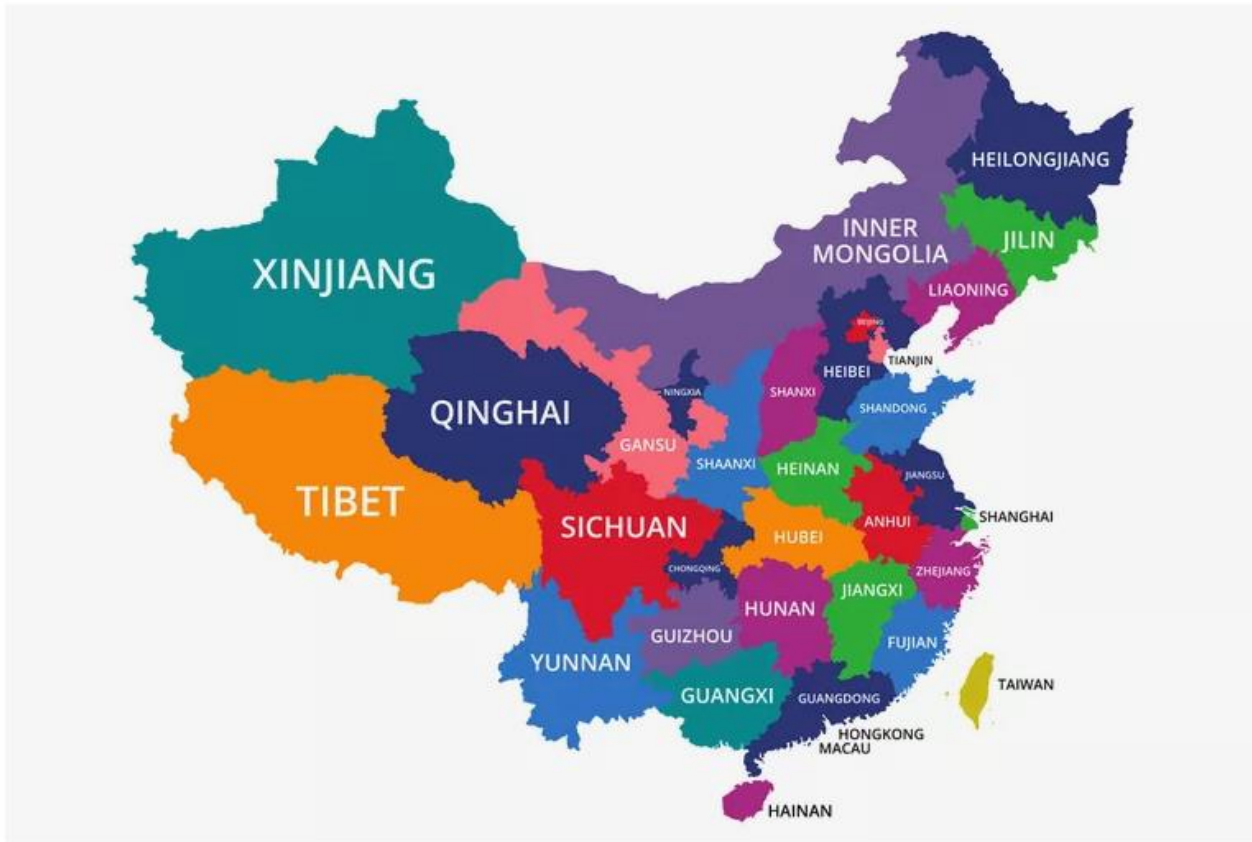 HEILONGJIANG
INNER
MONGOLIA
JILIN
XINJIANG
LIAONING
BEIJING
TIANJIN
HEIBEI
NINGXIA
SHANXI
QINGHAI
SHANDONG
GANSU
SHAANXI
HEINAN
JIANGSU
TIBET
SHANGHAI
SICHUAN
ANHUI
HUBEI
CHONGQING
ZHEJIANG
JIANGXI
HUNAN
GUIZHOU
FUJIAN
YUNNAN
TAIWAN
GUANGXI
GUANGDONG
HONGKONG
MACAU
HAINAN